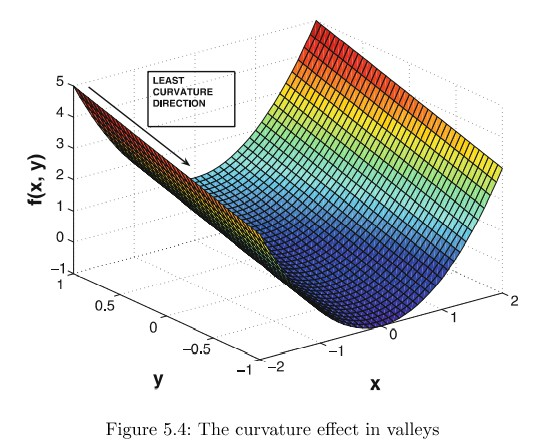 LEAST
CURVATURE
DIRECTION
f(x, y)
5
4
3
2
1
0
−1
1
0.5
0
−0.5
−1
y
−2
−1
0
1
2
x
Figure 5.4: The curvature effect in valleys